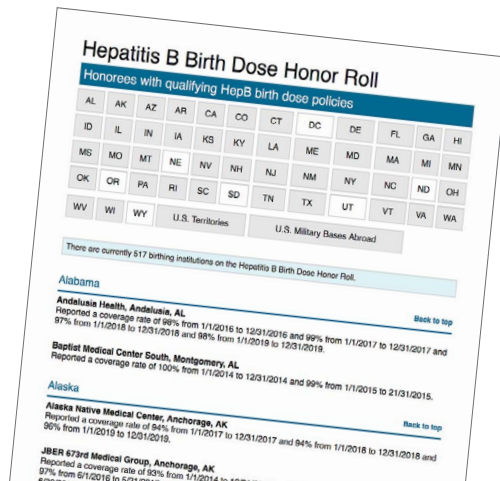 Hepatitis B Birth Dose Honor Roll
Honorees with qualifying HepB birth dose policies
AL AK AZ AR CA CO CT DC DE FL GA HI
ID IL IN IA KS KY LA ME MD MA MI MN
MS MO MT NE NV NH NJ NM NY NC ND OH
OK OR PA RI SC SD TN TX UT VT VA WA
WV WI WY U.S. Territories U.S. Military Bases Abroad
There are currently 517 birthing institutions on the Hepatitis B Birth Dose Honor Roll.
Alabama
Back to top
Andalusia Health, Andalusia, AL
Reported a coverage rate of 98% from 1/1/2016 to 12/31/2016 and 99% from 1/1/2017 to 12/31/2017 and
97% from 1/1/2018 to 12/31/2018 and 98% from 1/1/2019 to 12/31/2019.
Baptist Medical Center South, Montgomery, AL
Reported a coverage rate of 100% from 1/1/2014 to 12/31/2014 and 99% from 1/1/2015 to 21/31/2015.
Alaska
Back to top
Alaska Native Medical Center, Anchorage, AK
Reported a coverage rate of 94% from 1/1/2017 to 12/31/2017 and 94% from 1/1/2018 to 12/31/2018 and
96% from 1/1/2019 to 12/31/2019.
JBER 673rd Medical Group, Anchorage, AK
Reported a coverage rate of 93% from 1/1/2014 to
97% from 6/1/2016 to